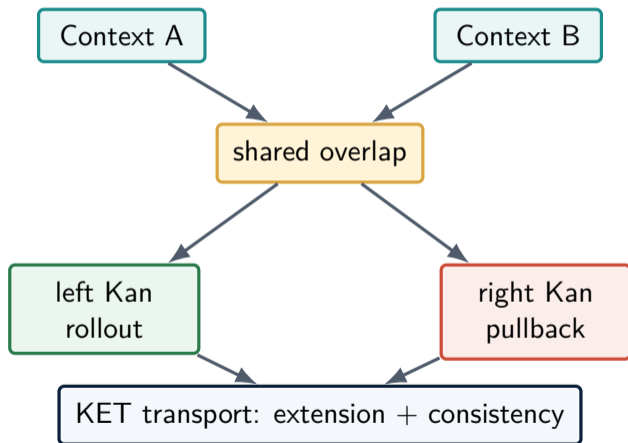 Context A
Context B
shared overlap
left Kan
rollout
right Kan
pullback
KET transport: extension + consistency